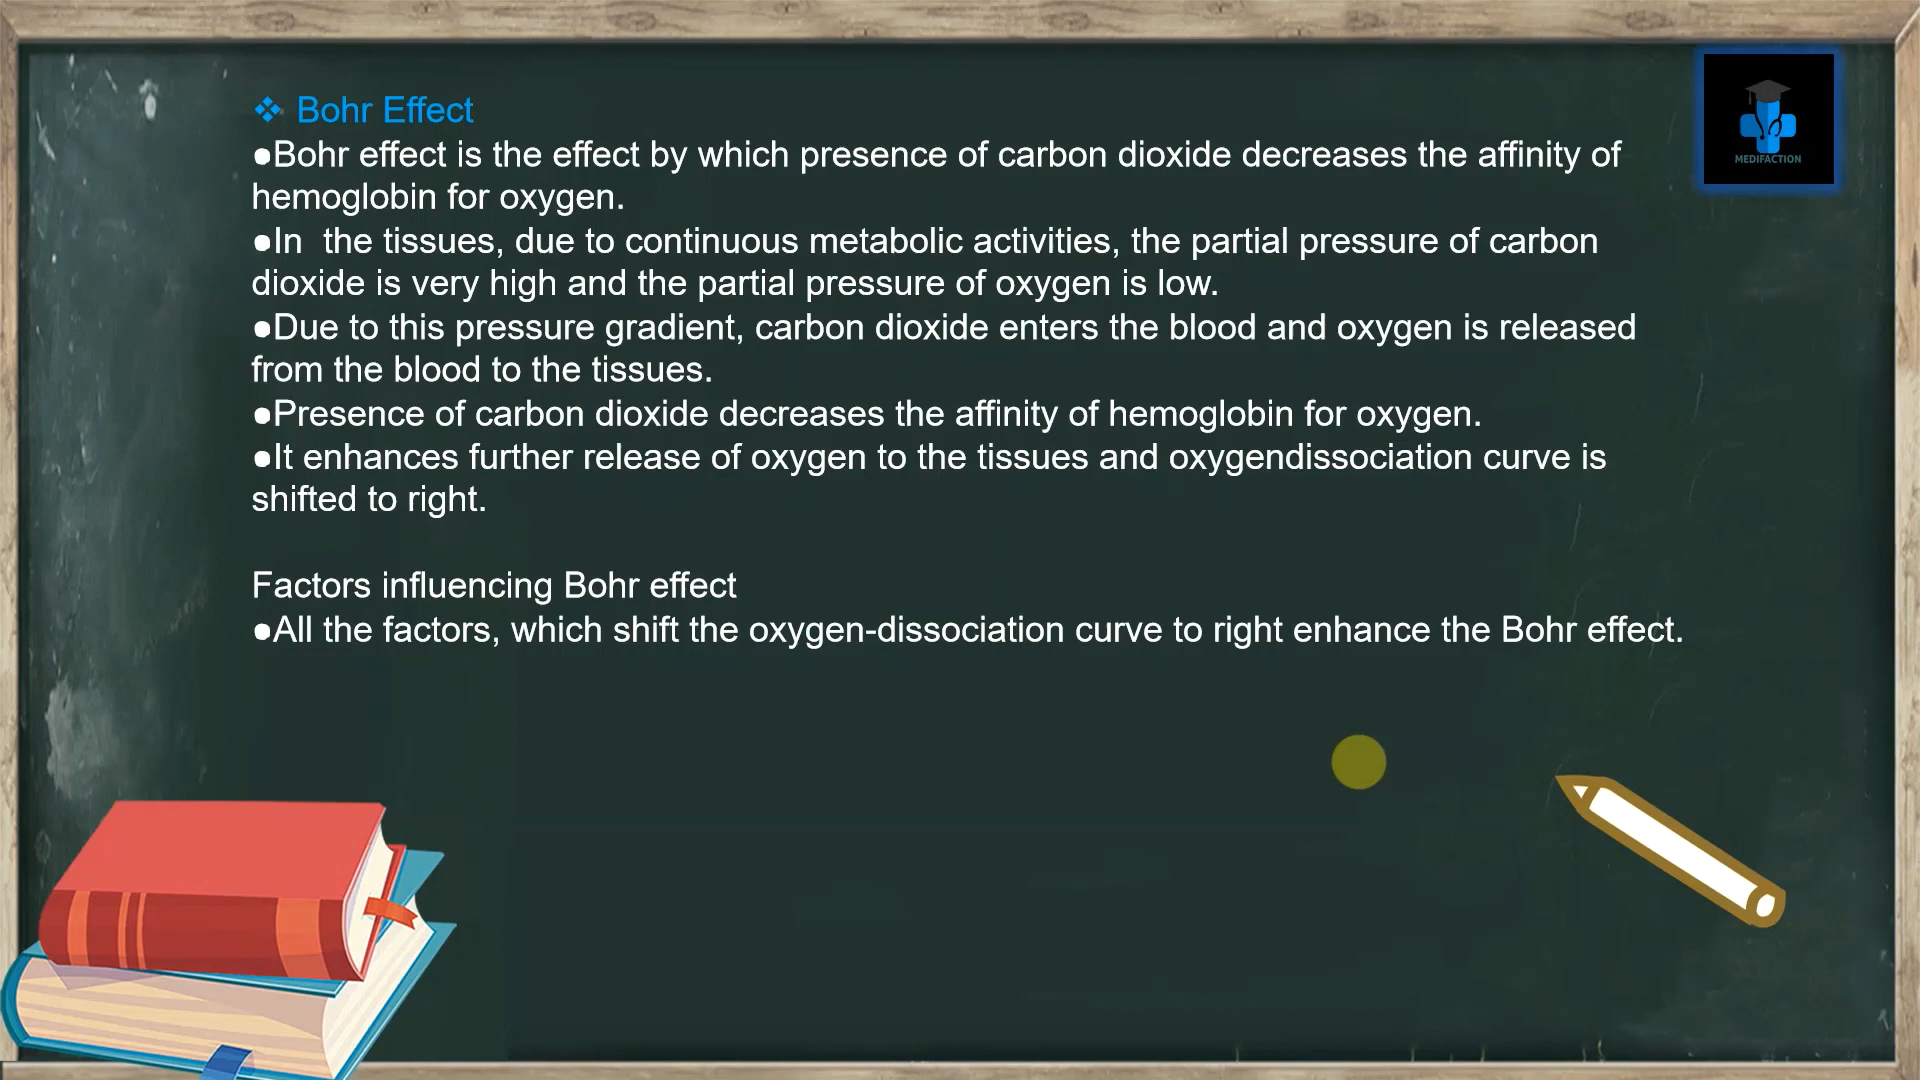 ❖ Bohr Effect
●Bohr effect is the effect by which presence of carbon dioxide decreases the affinity of
hemoglobin for oxygen.
●In  the tissues, due to continuous metabolic activities, the partial pressure of carbon
dioxide is very high and the partial pressure of oxygen is low.
●Due to this pressure gradient, carbon dioxide enters the blood and oxygen is released
from the blood to the tissues.
●Presence of carbon dioxide decreases the affinity of hemoglobin for oxygen.
●It enhances further release of oxygen to the tissues and oxygendissociation curve is
shifted to right.
Factors influencing Bohr effect
●All the factors, which shift the oxygen-dissociation curve to right enhance the Bohr effect.
MEDIFACTION